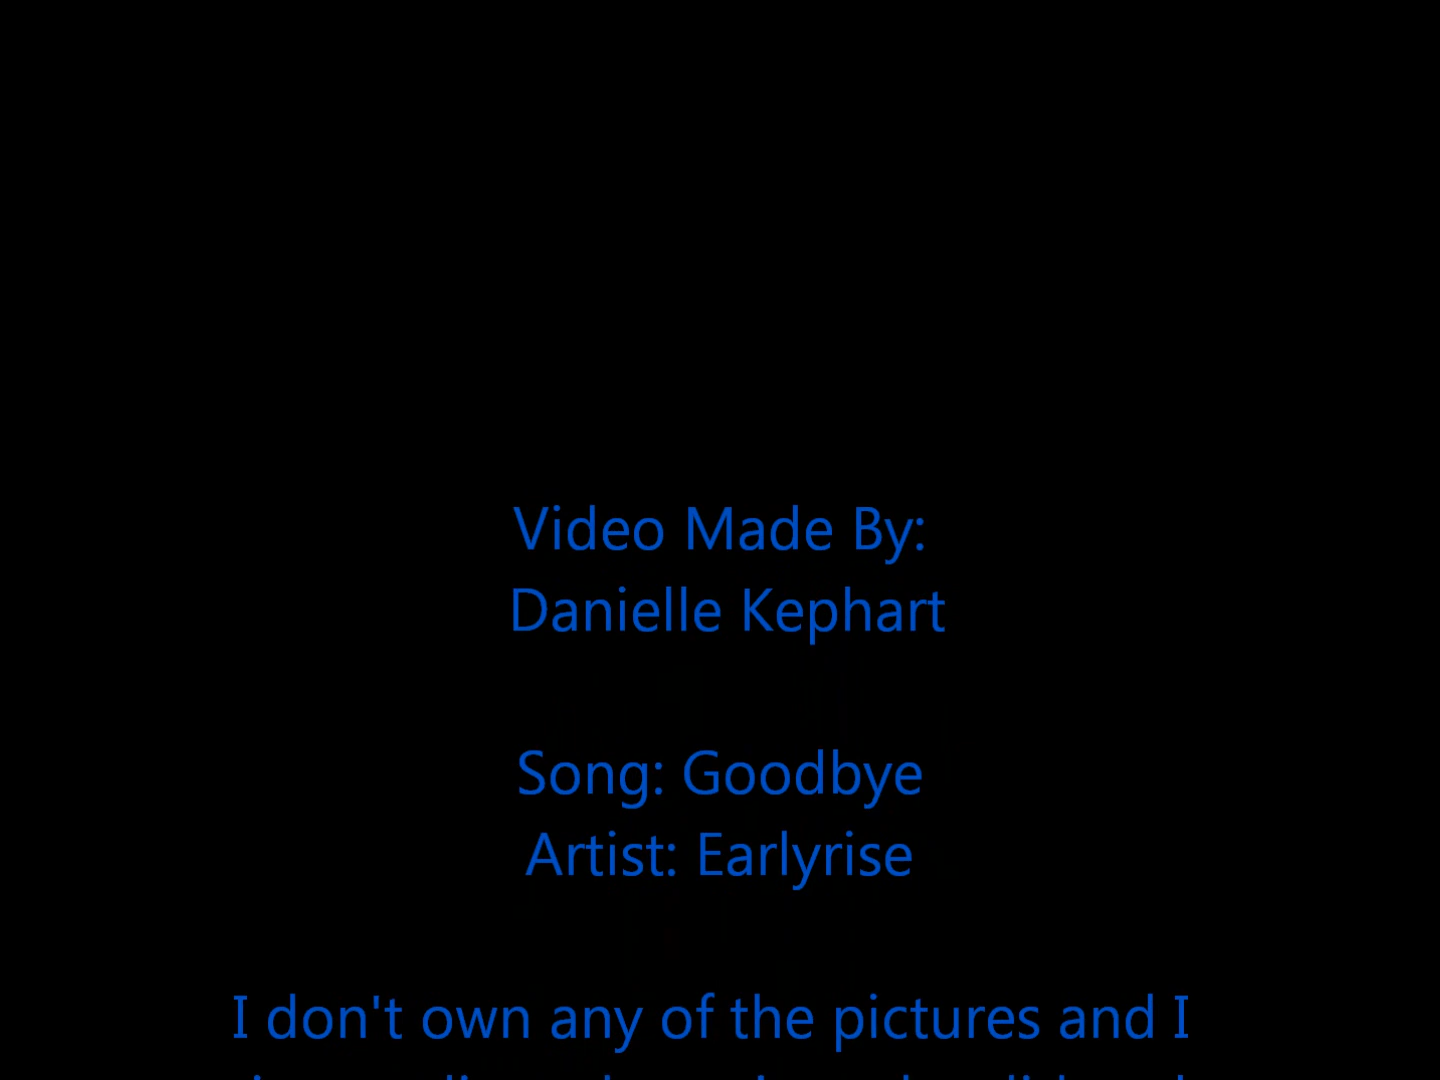 Video Made By:
Danielle Kephart
Song: Goodbye
Artist: Earlyrise
I don't own any of the pictures and I